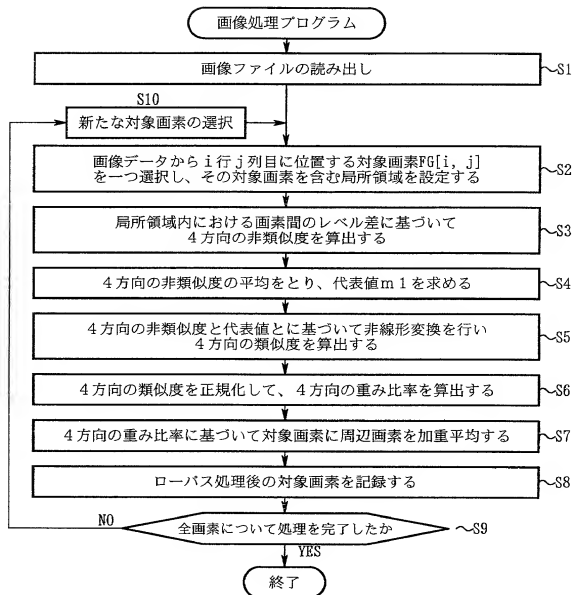 画像処理プログラム
画像ファイルの読み出し
S1
S10
新たな対象画素の選択
画像データからi行j列目に位置する対象画素FG[i, j]
を一つ選択し、その対象画素を含む局所領域を設定する
S2
局所領域内における画素間のレベル差に基づいて
4方向の非類似度を算出する
S3
4方向の非類似度の平均をとり、代表値m1を求める
S4
4方向の非類似度と代表値とに基づいて非線形変換を行い
4方向の類似度を算出する
S5
4方向の類似度を正規化して、4方向の重み比率を算出する
S6
4方向の重み比率に基づいて対象画素に周辺画素を加重平均する
S7
ローパス処理後の対象画素を記録する
S8
NO
全画素について処理を完了したか
S9
YES
終了